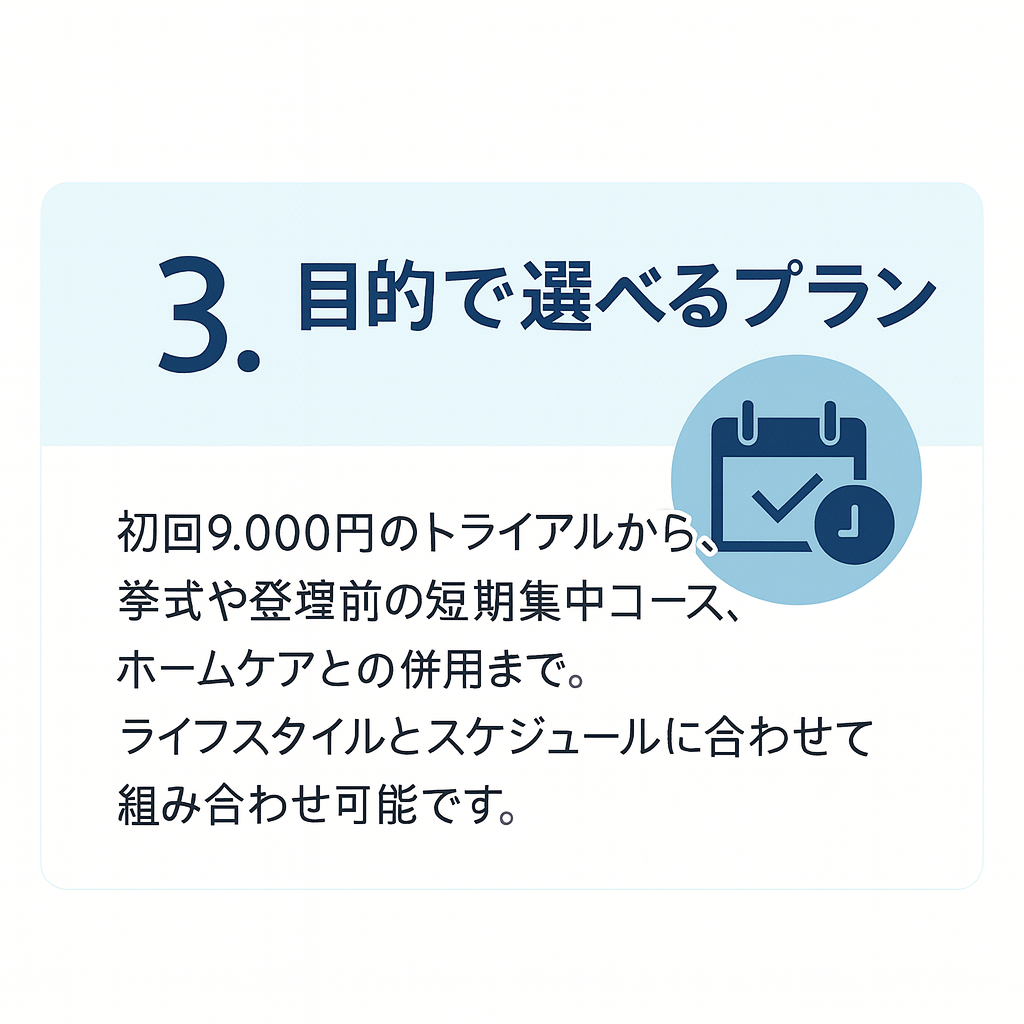 3. 目的で選べるプラン
初回9.000円のトライアルから、
挙式や登壇前の短期集中コース、
ホームケアとの併用まで。
ライフスタイルとスケジュールに合わせて
組み合わせ可能です。